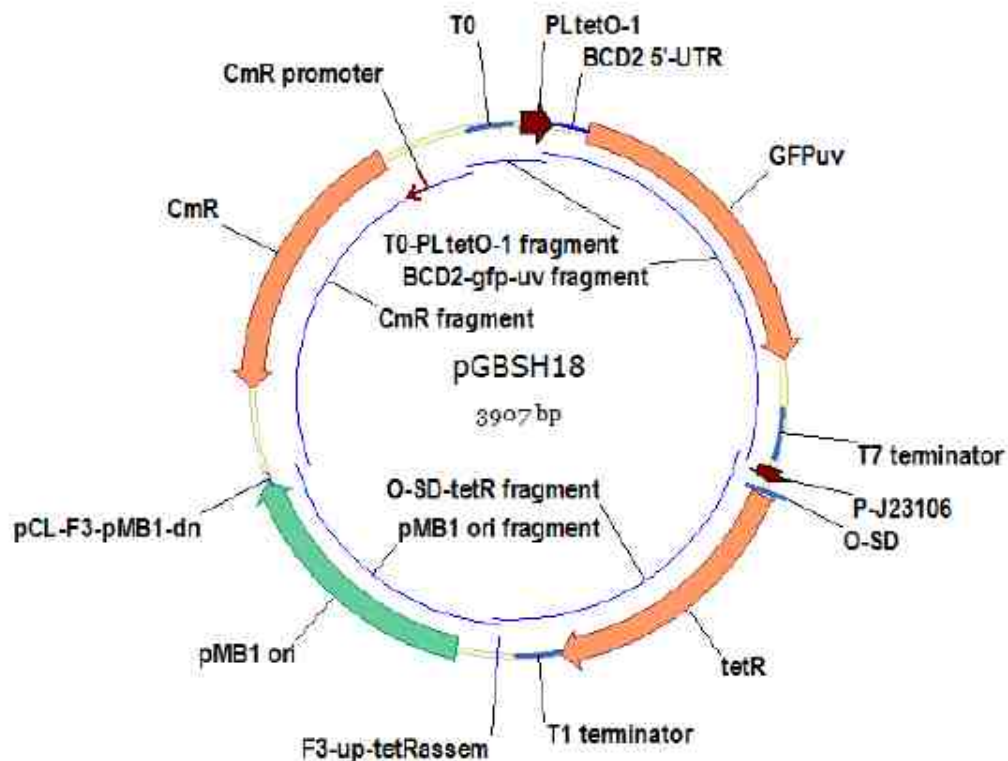 T0
PLtetO-1
BCD2 5'-UTR
CmR promoter
GFPuv
CmR
T0-PLtetO-1 fragment
BCD2-gfp-uv fragment
CmR fragment
pGBSH18
3907 bp
T7 terminator
O-SD-tetR fragment
P-J23106
pCL-F3-pMB1-dn
pMB1 ori fragment
O-SD
pMB1 ori
tetR
F3-up-tetRassem
T1 terminator